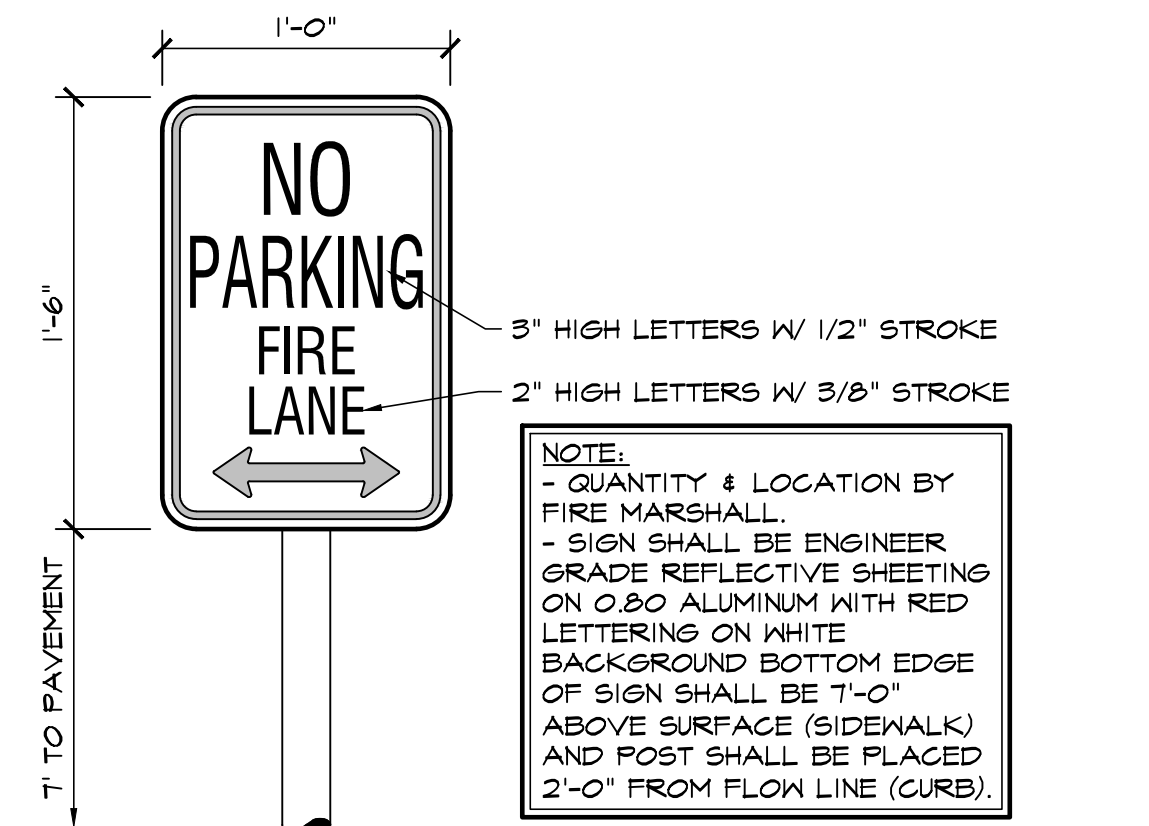 1'-0"
NO
PARKING
FIRE
LANE
1'-6"
7' TO PAVEMENT
3" HIGH LETTERS W/ 1/2" STROKE
2" HIGH LETTERS W/ 3/8" STROKE
NOTE:
- QUANTITY & LOCATION BY
FIRE MARSHALL.
- SIGN SHALL BE ENGINEER
GRADE REFLECTIVE SHEETING
ON 0.80 ALUMINUM WITH RED
LETTERING ON WHITE
BACKGROUND BOTTOM EDGE
OF SIGN SHALL BE 7'-0"
ABOVE SURFACE (SIDEWALK)
AND POST SHALL BE PLACED
2'-0" FROM FLOW LINE (CURB).